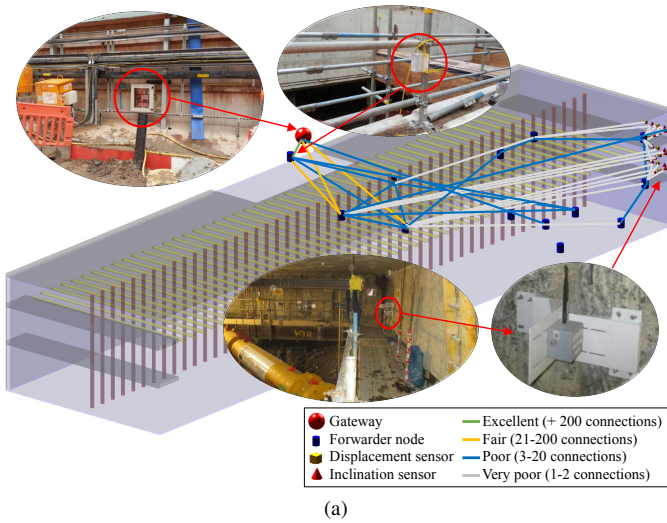 Gateway
Forwarder node
Displacement sensor
Inclination sensor
Excellent (+ 200 connections)
Fair (21-200 connections)
Poor (3-20 connections)
Very poor (1-2 connections)
(a)